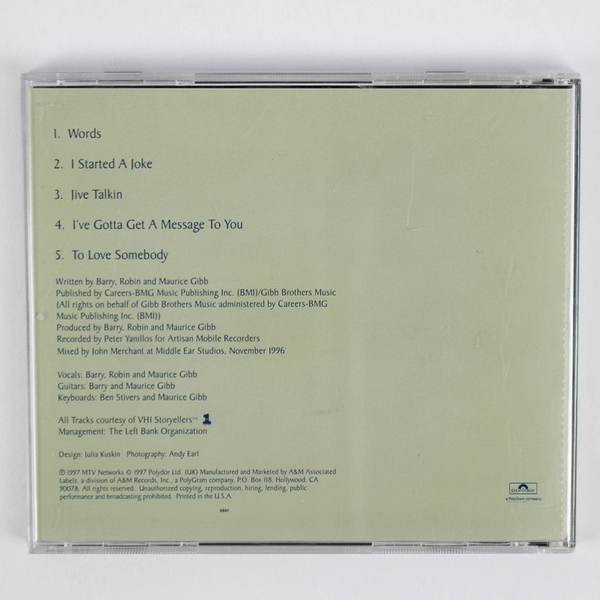 1. Words
2. I Started A Joke
3. Jive Talkin
4. I've Gotta Get A Message To You
5. To Love Somebody
Written by Barry, Robin and Maurice Gibb
Published by Careers-BMG Music Publishing Inc. (BMI)/Gibb Brothers Music
(All rights on behalf of Gibb Brothers Music administered by Careers-BMG
Music Publishing Inc. (BMI))
Produced by Barry, Robin and Maurice Gibb
Recorded by Peter Yanillos for Artisan Mobile Recorders
Mixed by John Merchant at Middle Ear Studios, November 1996
Vocals: Barry, Robin and Maurice Gibb
Guitars: Barry and Maurice Gibb
Keyboards: Ben Stivers and Maurice Gibb
All Tracks courtesy of VH1 Storyellers™ 1
Management: The Left Bank Organization
Design: Julia Kuskin Photography: Andy Earl
℗ 1997 MTV Networks © 1997 Polydor Ltd. (UK) Manufactured and Marketed by A&M Associated
Labels, a division of A&M Records, Inc., a PolyGram company, P.O. Box 118, Hollywood, CA
90078. All rights reserved. Unauthorized copying, reproduction, hiring, lending, public
performance and broadcasting prohibited. Printed in the U.S.A.
polydor
a PolyGram company